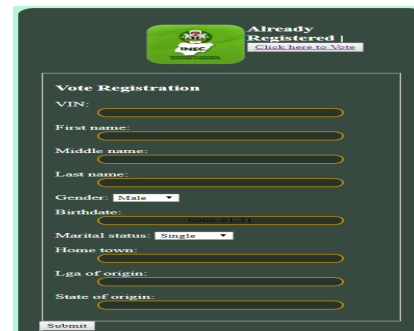 Already
Registered |
Click here to Vote
INEC
Vote Registration
VIN:
First name:
Middle name:
Last name:
Gender: Male
Birthdate:
0000-01-31
Marital status: Single
Home town:
Lga of origin:
State of origin:
Submit